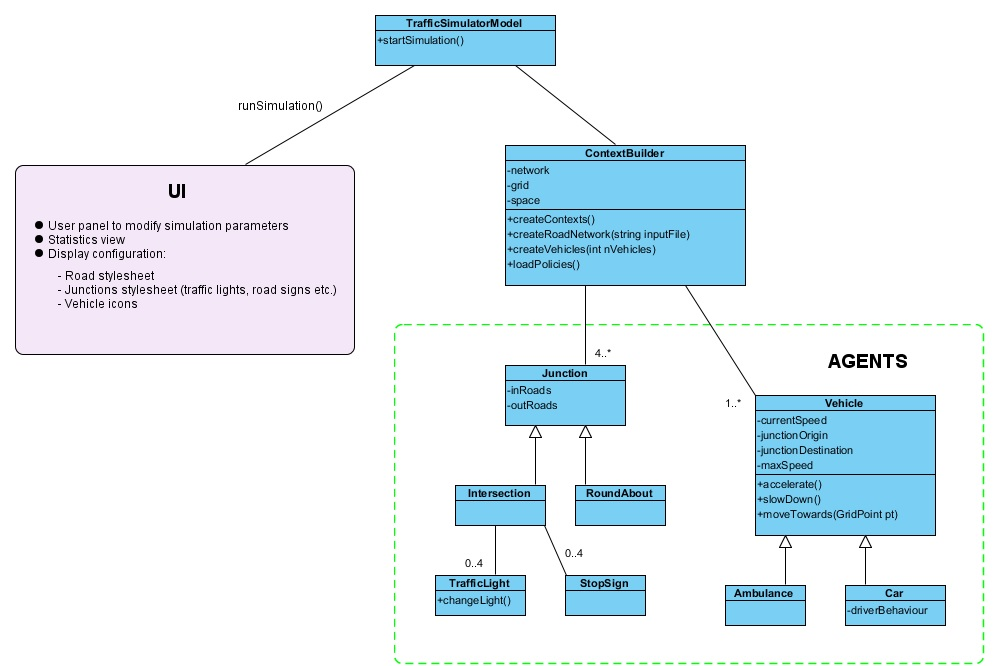 TrafficSimulatorModel
+startSimulation()
runSimulation()
UI
● User panel to modify simulation parameters
● Statistics view
● Display configuration:
- Road stylesheet
- Junctions stylesheet (traffic lights, road signs etc.)
- Vehicle icons
ContextBuilder
-network
-grid
-space
+createContexts()
+createRoadNetwork(string inputFile)
+createVehicles(int nVehicles)
+loadPolicies()
AGENTS
4..*
Junction
-inRoads
-outRoads
1..*
Vehicle
-currentSpeed
-junctionOrigin
-junctionDestination
-maxSpeed
+accelerate()
+slowDown()
+moveTowards(GridPoint pt)
Intersection
RoundAbout
0..4
0..4
TrafficLight
+changeLight()
StopSign
Ambulance
Car
-driverBehaviour